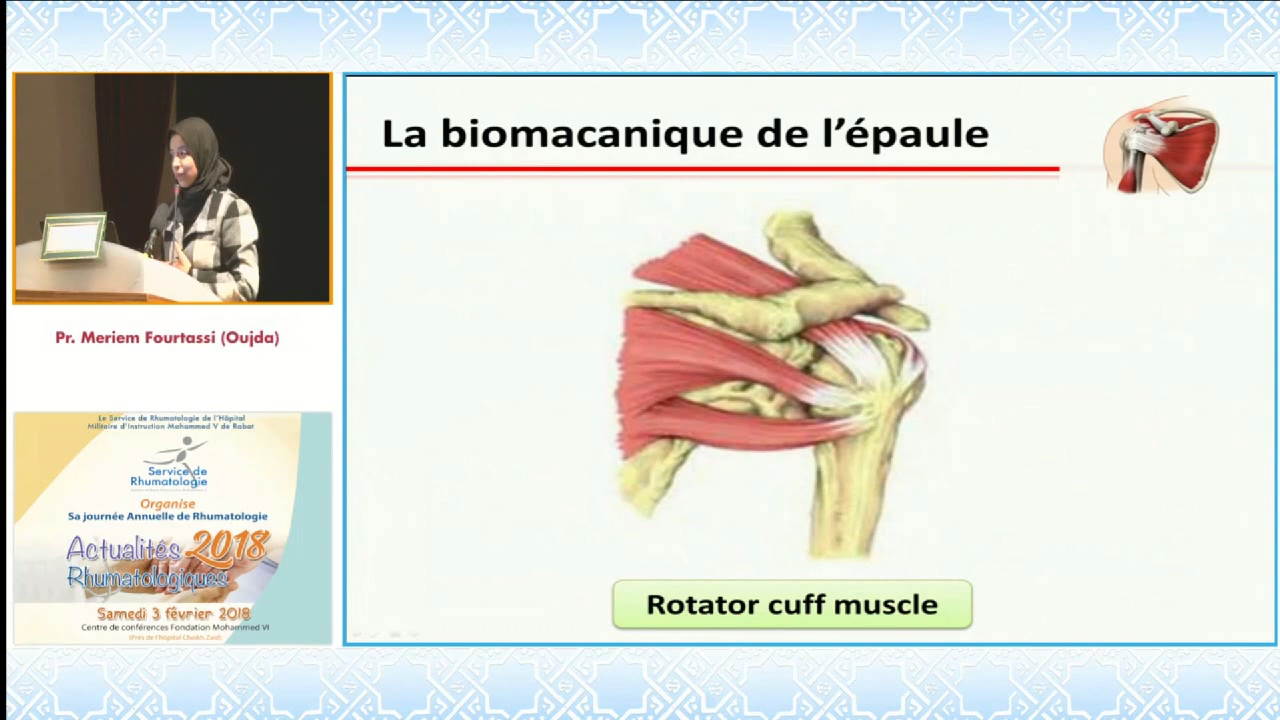 La biomacanique de l'épaule
Rotator cuff muscle
Pr. Meriem Fourtassi (Oujda)
Le Service de Rhumatologie de l'Hôpital
Militaire d'Instruction Mohammed V de Rabat
Service de
Rhumatologie
Organise
Sa journée Annuelle de Rhumatologie
Actualités 2018
Rhumatologiques
Samedi 3 février 2018
Centre de conférences Fondation Mohammed VI
(Près de l'hôpital Cheikh Zaid)